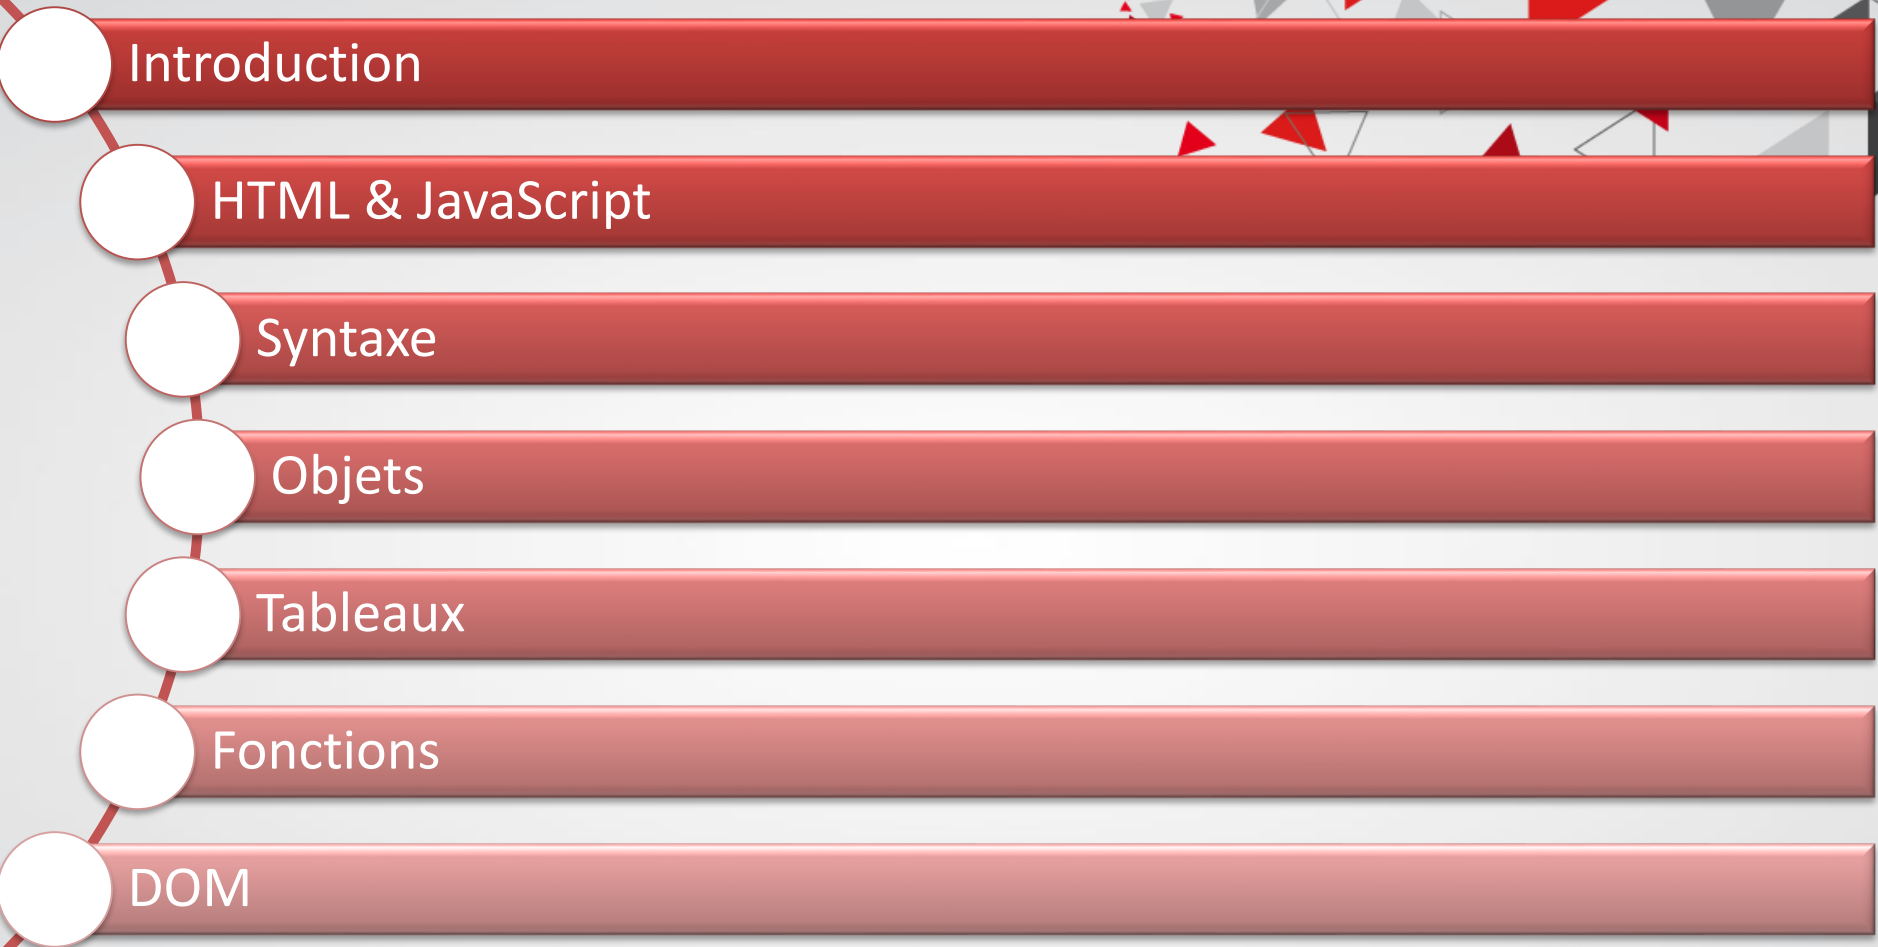 Introduction
HTML & JavaScript
Syntaxe
Objets
Tableaux
Fonctions
DOM